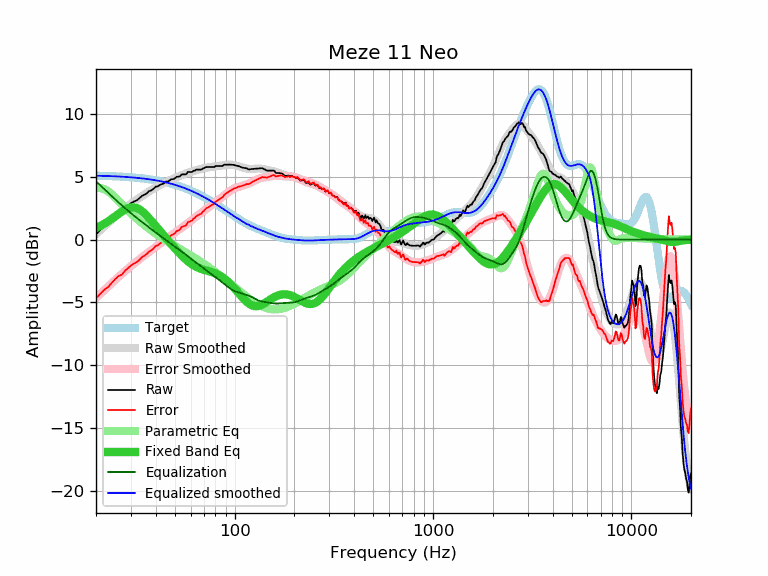 Meze 11 Neo
Amplitude (dBr)
10
5
0
−5
−10
−15
−20
Target
Raw Smoothed
Error Smoothed
Raw
Error
Parametric Eq
Fixed Band Eq
Equalization
Equalized smoothed
100
1000
10000
Frequency (Hz)